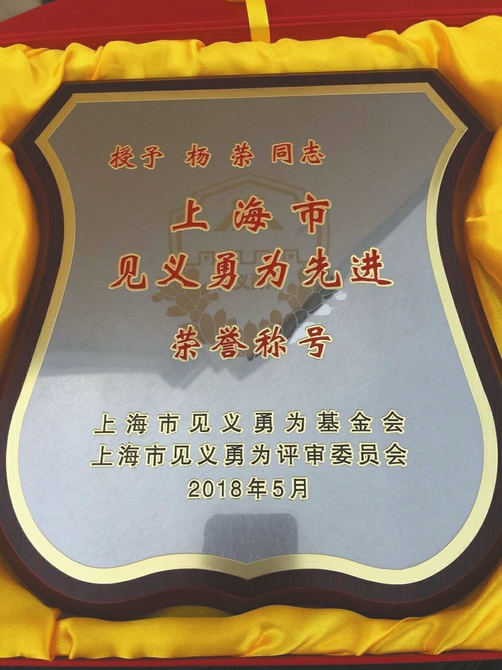 授予 杨荣同志
上海市
见义勇为先进
荣誉称号
上海市见义勇为基金会
上海市见义勇为评审委员会
2018年5月